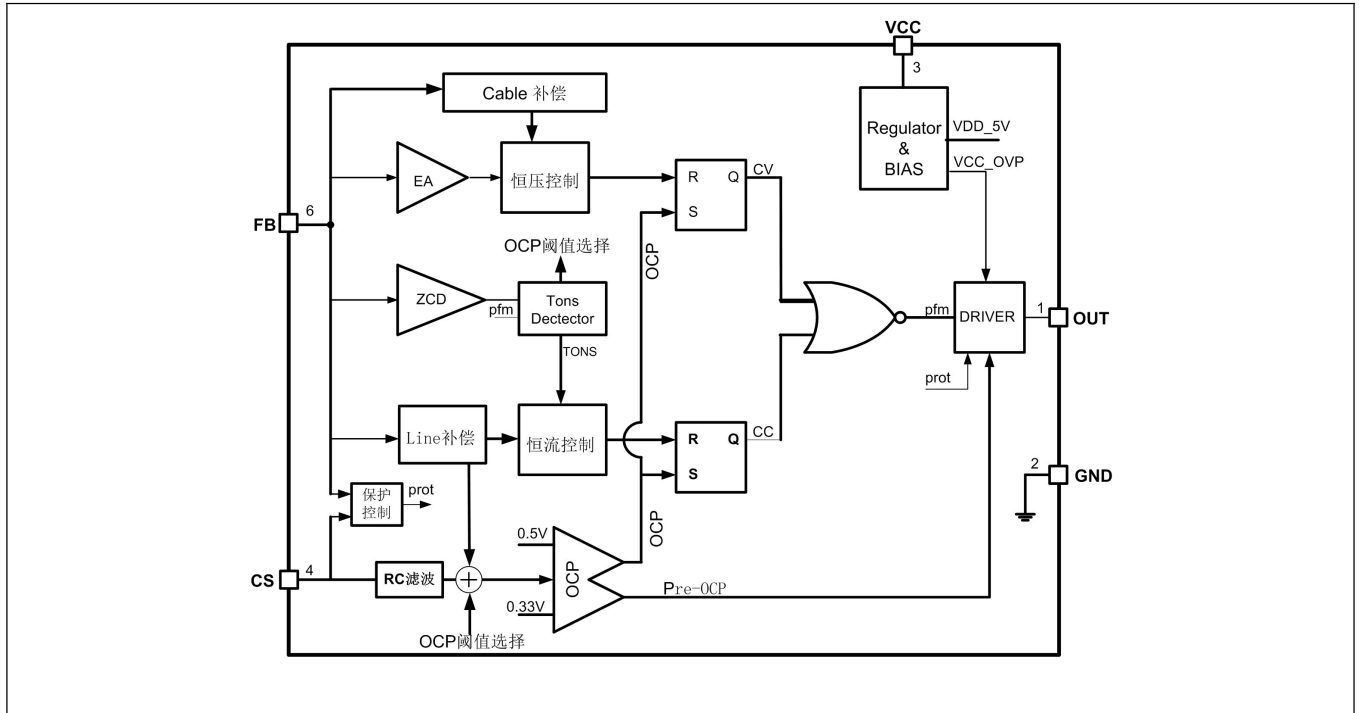 VCC
3
Cable 补偿
Regulator
&
BIAS
VDD_5V
VCC_OVP
EA
恒压控制
R
Q
CV
S
FB
6
OCP阈值选择
OCP
ZCD
pfm
Tons
Dectector
TONS
pfm
DRIVER
1
OUT
prot
Line补偿
恒流控制
R
Q
CC
S
2
GND
保护
控制
prot
OCP
0.5V
CS
4
RC滤波
+
OCP
Pre-OCP
0.33V
OCP阈值选择